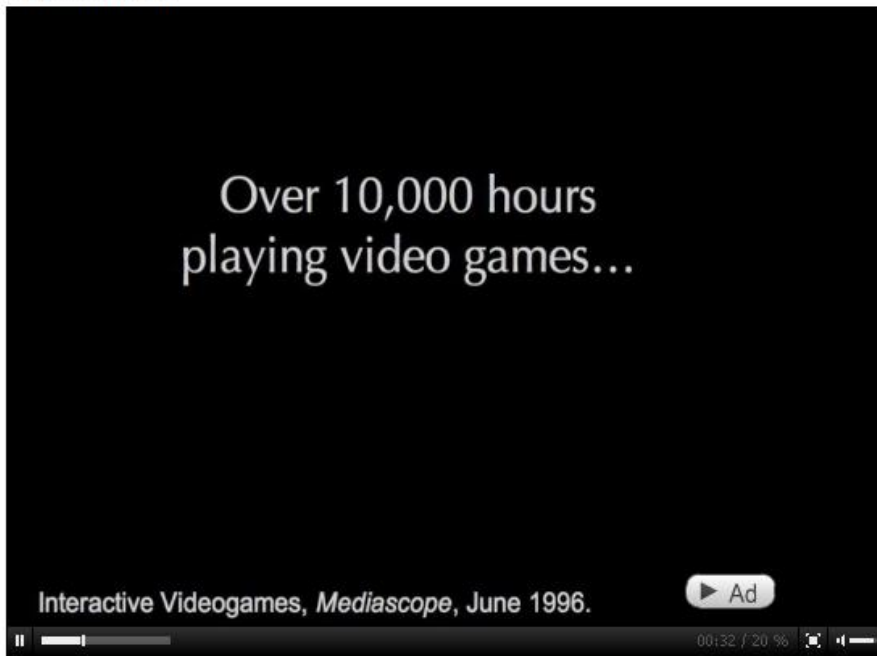 Over 10,000 hours
playing video games...
Interactive Videogames, Mediascope, June 1996.
Ad
00:32 / 20 %